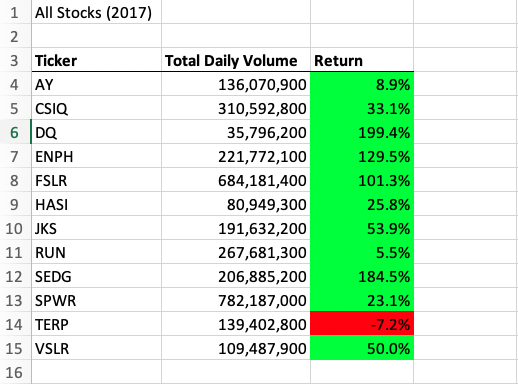 1 All Stocks (2017)
2
3 Ticker Total Daily Volume Return
4 AY 136,070,900 8.9%
5 CSIQ 310,592,800 33.1%
6 DQ 35,796,200 199.4%
7 ENPH 221,772,100 129.5%
8 FSLR 684,181,400 101.3%
9 HASI 80,949,300 25.8%
10 JKS 191,632,200 53.9%
11 RUN 267,681,300 5.5%
12 SEDG 206,885,200 184.5%
13 SPWR 782,187,000 23.1%
14 TERP 139,402,800 -7.2%
15 VSLR 109,487,900 50.0%
16